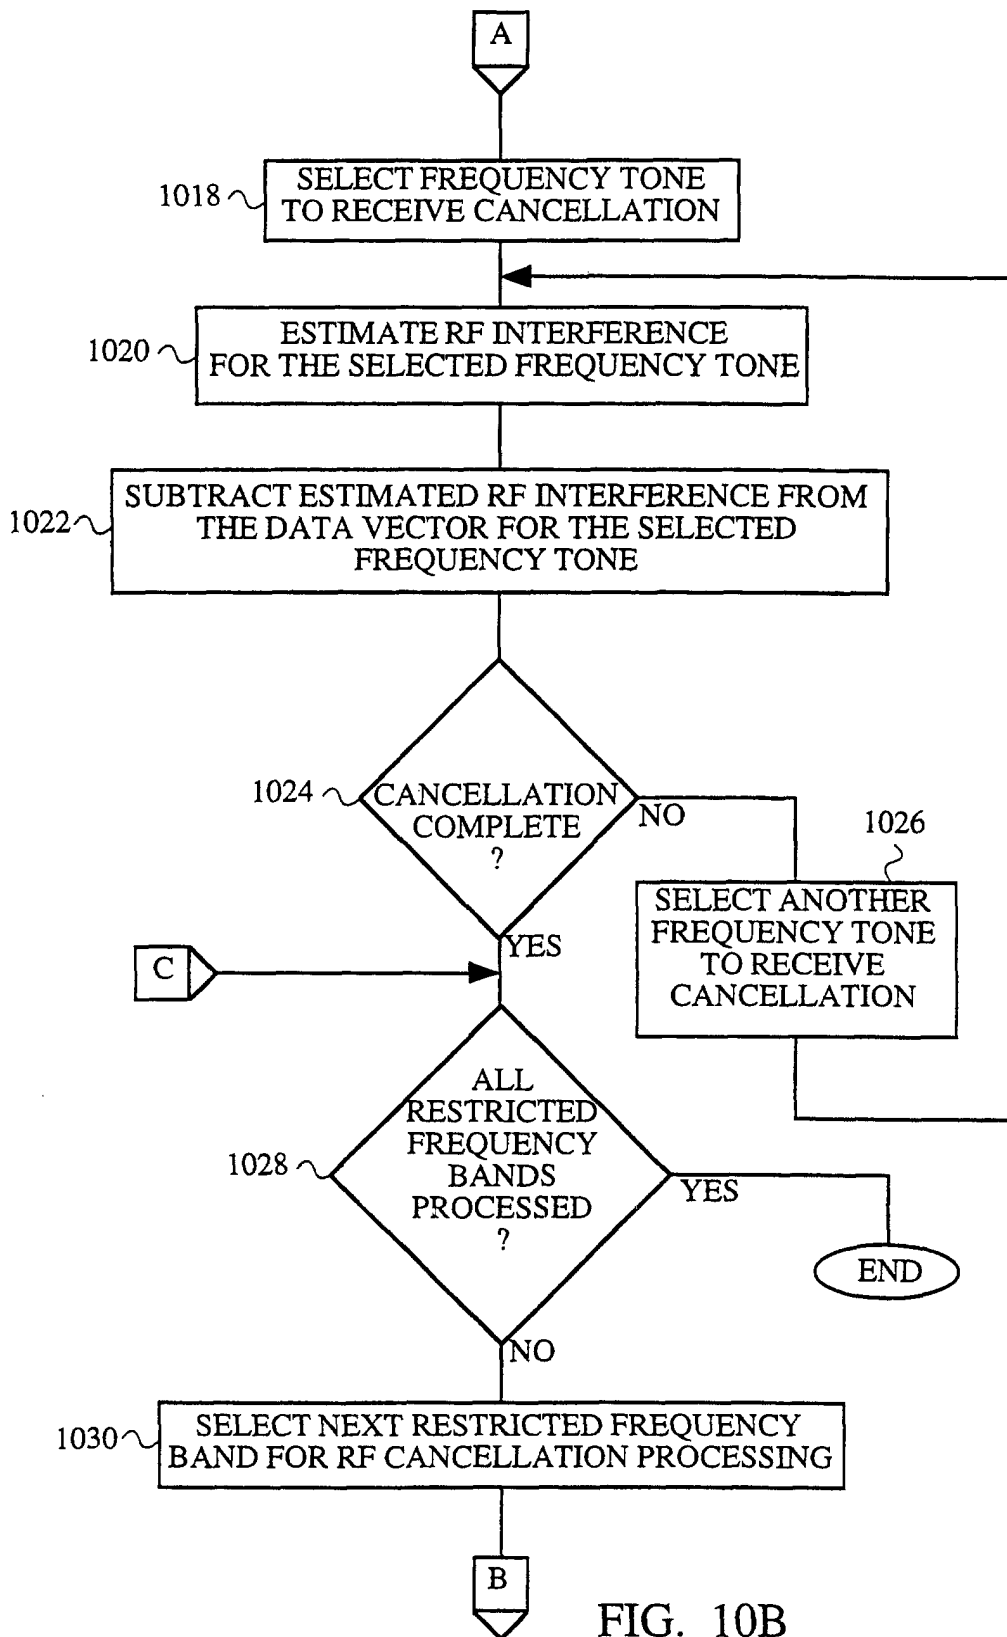 A
1018
SELECT FREQUENCY TONE
TO RECEIVE CANCELLATION
1020
ESTIMATE RF INTERFERENCE
FOR THE SELECTED FREQUENCY TONE
1022
SUBTRACT ESTIMATED RF INTERFERENCE FROM
THE DATA VECTOR FOR THE SELECTED
FREQUENCY TONE
1024
CANCELLATION
COMPLETE
?
NO
1026
SELECT ANOTHER
FREQUENCY TONE
TO RECEIVE
CANCELLATION
YES
C
1028
ALL
RESTRICTED
FREQUENCY
BANDS
PROCESSED
?
YES
END
NO
1030
SELECT NEXT RESTRICTED FREQUENCY
BAND FOR RF CANCELLATION PROCESSING
B
FIG. 10B